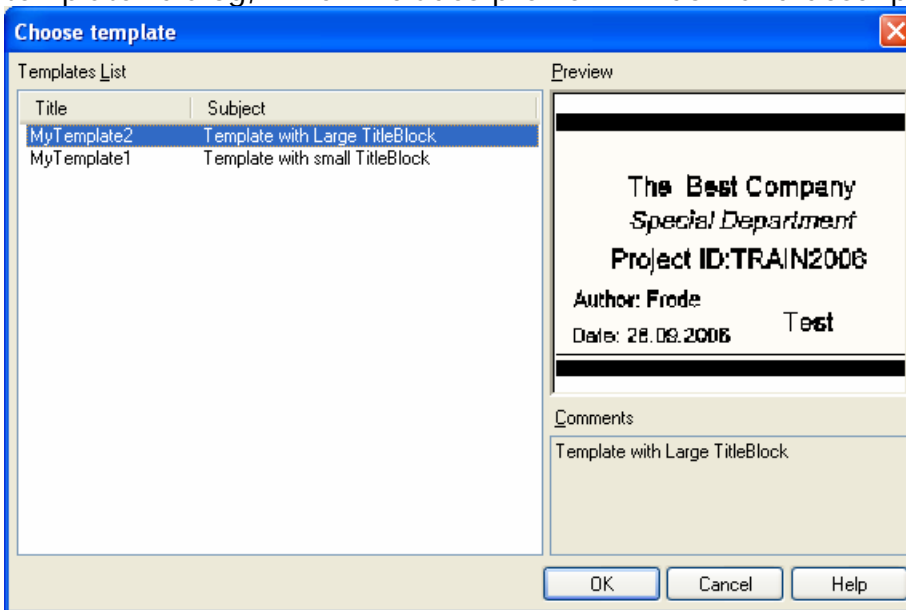 Choose template
Templates List
Title Subject
MyTemplate2 Template with Large TitleBlock
MyTemplate1 Template with small TitleBlock
Preview
The Best Company
Special Department
Project ID:TRAIN2006
Author: Frode
Date: 28.09.2006
Test
Comments
Template with Large TitleBlock
OK Cancel Help